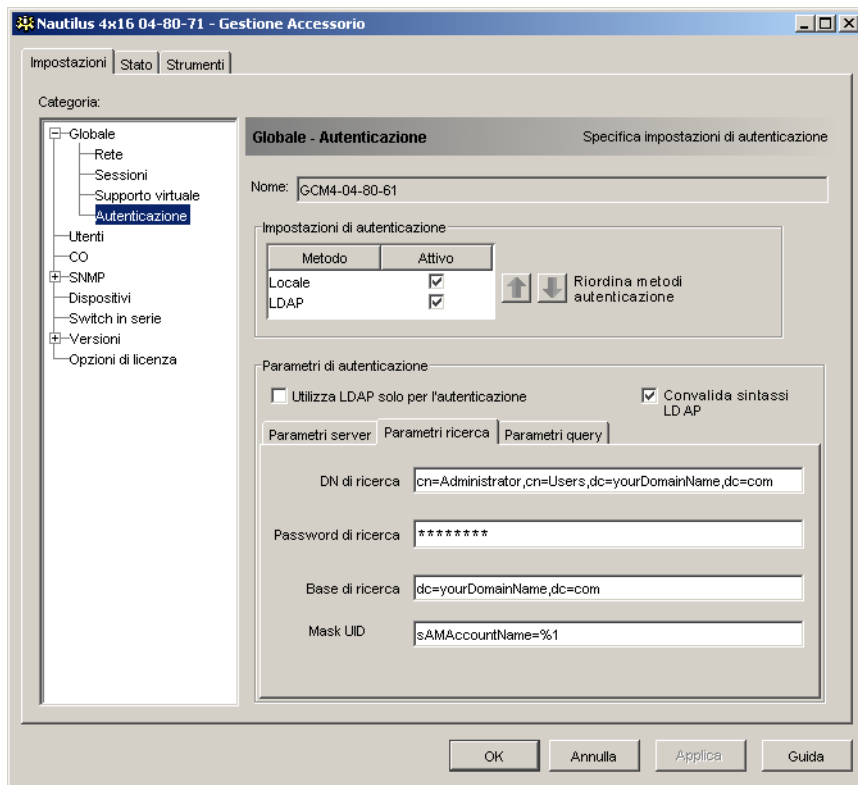 Nautilus 4x16 04-80-71 - Gestione Accessorio
Impostazioni Stato Strumenti
Categoria:
Globale
Rete
Sessioni
Supporto virtuale
Autenticazione
Utenti
CO
SNMP
Dispositivi
Switch in serie
Versioni
Opzioni di licenza
Globale - Autenticazione Specifica impostazioni di autenticazione
Nome: GCM4-04-80-61
Impostazioni di autenticazione
Metodo Attivo
Locale
LDAP
Riordina metodi
autenticazione
Parametri di autenticazione
Utilizza LDAP solo per l'autenticazione
Convalida sintassi
LDAP
Parametri server Parametri ricerca Parametri query
DN di ricerca cn=Administrator,cn=Users,dc=yourDomainName,dc=com
Password di ricerca ********
Base di ricerca dc=yourDomainName,dc=com
Mask UID sAMAccountName=%1
OK Annulla Applica Guida